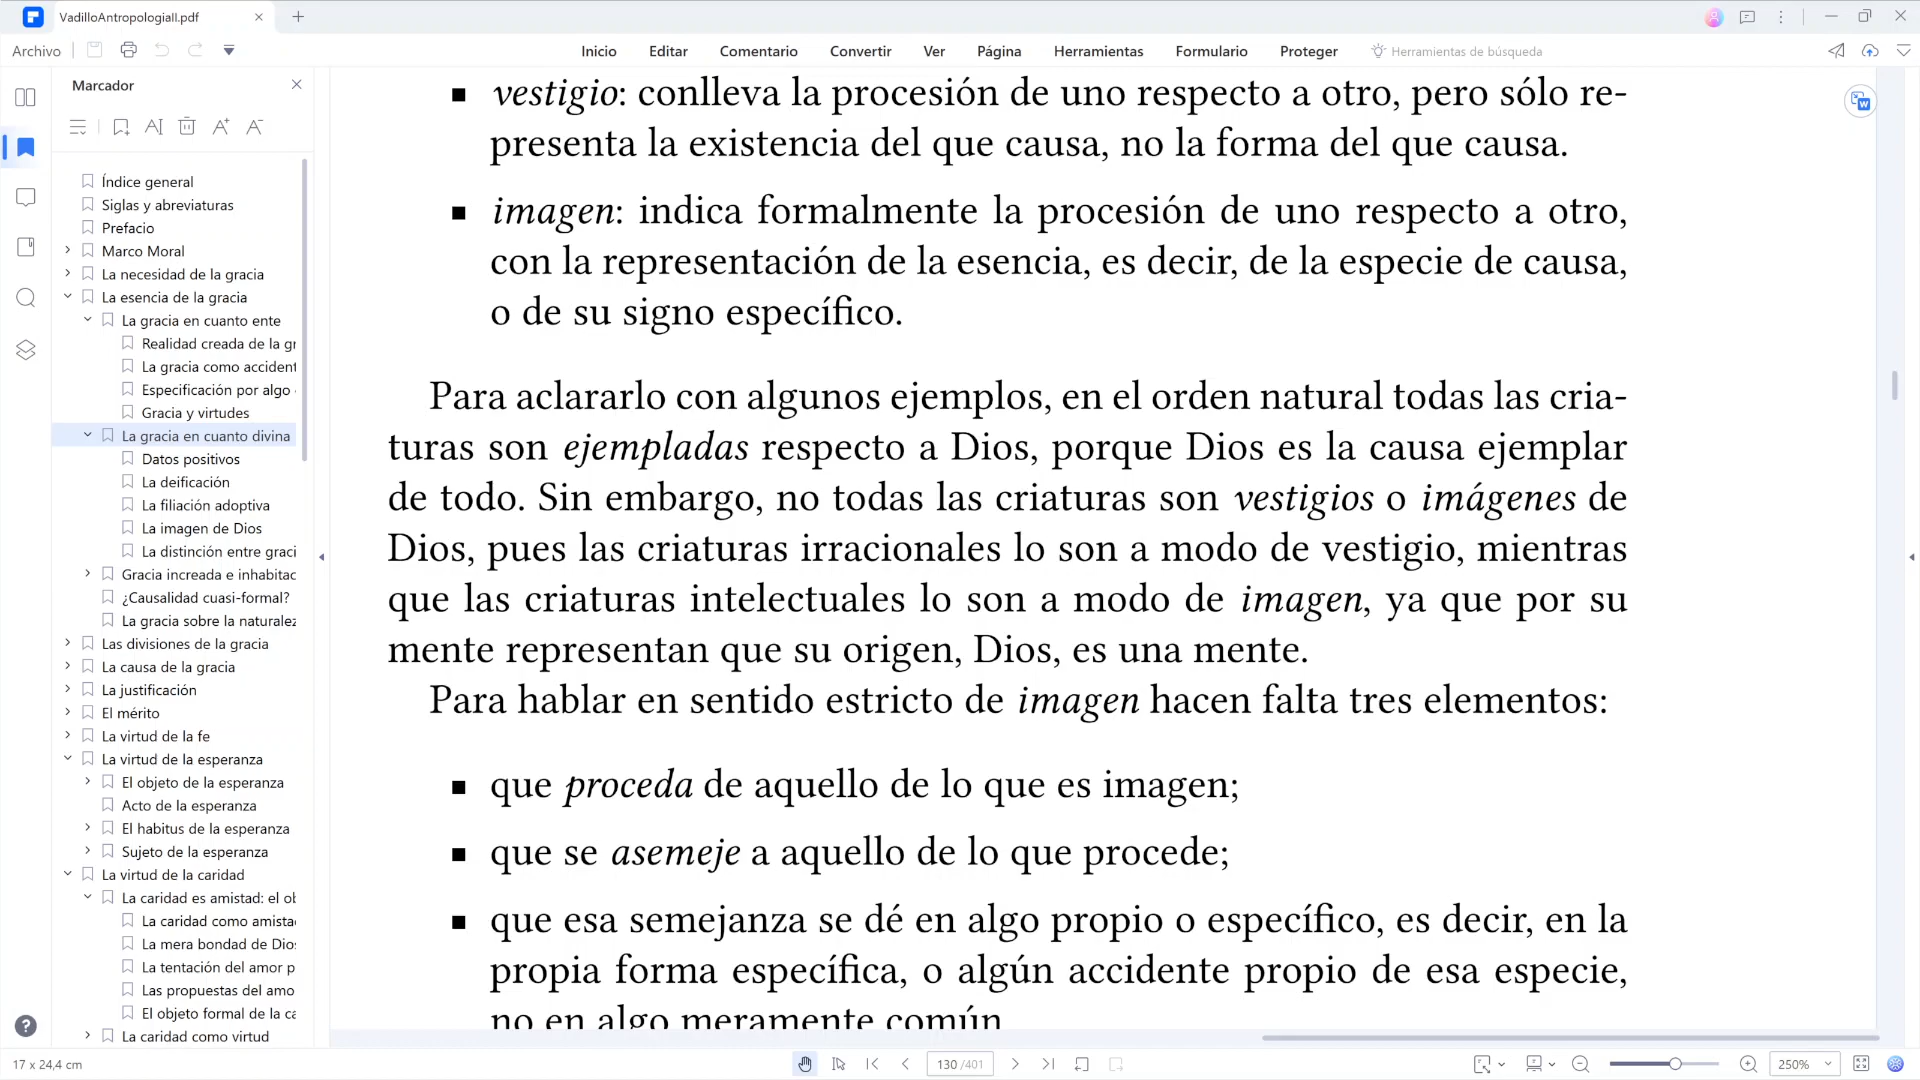 VadilloAntropologiaII.pdf
Archivo
Inicio
Editar
Comentario
Convertir
Ver
Página
Herramientas
Formulario
Proteger
Herramientas de búsqueda
Marcador
Índice general
Siglas y abreviaturas
Prefacio
Marco Moral
La necesidad de la gracia
La esencia de la gracia
La gracia en cuanto ente
Realidad creada de la gr
La gracia como accident
Especificación por algo
Gracia y virtudes
La gracia en cuanto divina
Datos positivos
La deificación
La filiación adoptiva
La imagen de Dios
La distinción entre graci
Gracia increada e inhabitac
¿Causalidad cuasi-formal?
La gracia sobre la naturalez
Las divisiones de la gracia
La causa de la gracia
La justificación
El mérito
La virtud de la fe
La virtud de la esperanza
El objeto de la esperanza
Acto de la esperanza
El habitus de la esperanza
Sujeto de la esperanza
La virtud de la caridad
La caridad es amistad: el ob
La caridad como amista
La mera bondad de Dios
La tentación del amor p
Las propuestas del amo
El objeto formal de la ca
La caridad como virtud
▪ vestigio: conlleva la procesión de uno respecto a otro, pero sólo re-
presenta la existencia del que causa, no la forma del que causa.
▪ imagen: indica formalmente la procesión de uno respecto a otro,
con la representación de la esencia, es decir, de la especie de causa,
o de su signo específico.
Para aclararlo con algunos ejemplos, en el orden natural todas las cria-
turas son ejempladas respecto a Dios, porque Dios es la causa ejemplar
de todo. Sin embargo, no todas las criaturas son vestigios o imágenes de
Dios, pues las criaturas irracionales lo son a modo de vestigio, mientras
que las criaturas intelectuales lo son a modo de imagen, ya que por su
mente representan que su origen, Dios, es una mente.
Para hablar en sentido estricto de imagen hacen falta tres elementos:
▪ que proceda de aquello de lo que es imagen;
▪ que se asemeje a aquello de lo que procede;
▪ que esa semejanza se dé en algo propio o específico, es decir, en la
propia forma específica, o algún accidente propio de esa especie,
no en algo meramente común
17 x 24,4 cm
130 /401
250%